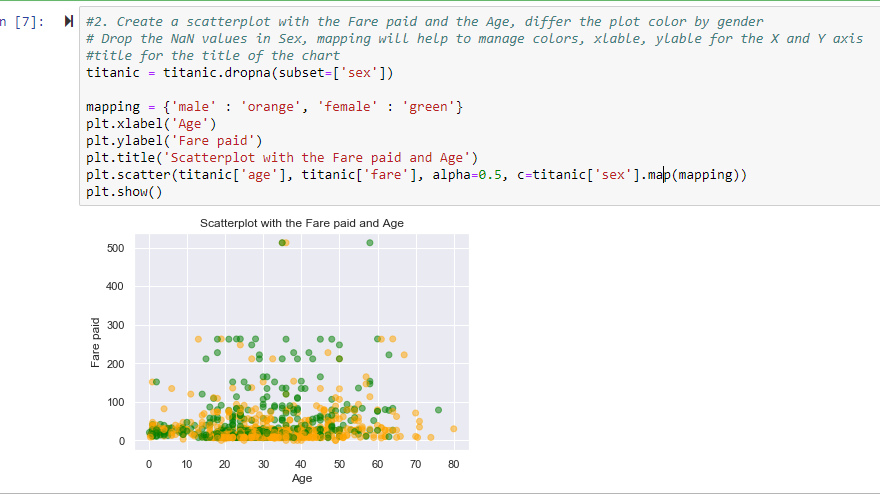 n [7]:
#2. Create a scatterplot with the Fare paid and the Age, differ the plot color by gender
# Drop the NaN values in Sex, mapping will help to manage colors, xlable, ylable for the X and Y axis
#title for the title of the chart
titanic = titanic.dropna(subset=['sex'])
mapping = {'male' : 'orange', 'female' : 'green'}
plt.xlabel('Age')
plt.ylabel('Fare paid')
plt.title('Scatterplot with the Fare paid and Age')
plt.scatter(titanic['age'], titanic['fare'], alpha=0.5, c=titanic['sex'].map(mapping))
plt.show()
Scatterplot with the Fare paid and Age
Fare paid
500
400
300
200
100
0
0 10 20 30 40 50 60 70 80
Age